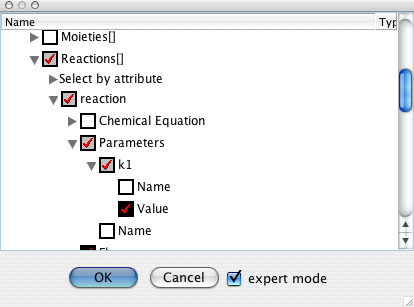 Name Typ
Moieties[]
Reactions[]
Select by attribute
reaction
Chemical Equation
Parameters
k1
Name
Value
Name
OK Cancel expert mode